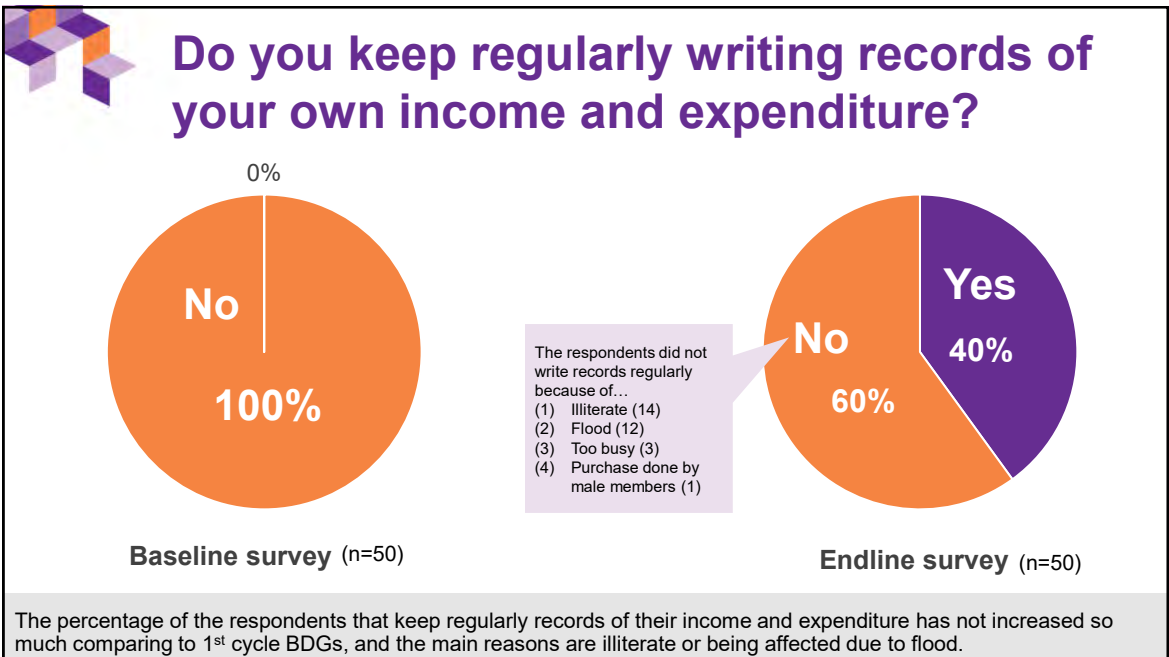 Do you keep regularly writing records of
your own income and expenditure?
0%
No
100%
Baseline survey (n=50)
The respondents did not
write records regularly
because of…
(1) Illiterate (14)
(2) Flood (12)
(3) Too busy (3)
(4) Purchase done by
male members (1)
Yes
40%
No
60%
Endline survey (n=50)
The percentage of the respondents that keep regularly records of their income and expenditure has not increased so
much comparing to 1st cycle BDGs, and the main reasons are illiterate or being affected due to flood.